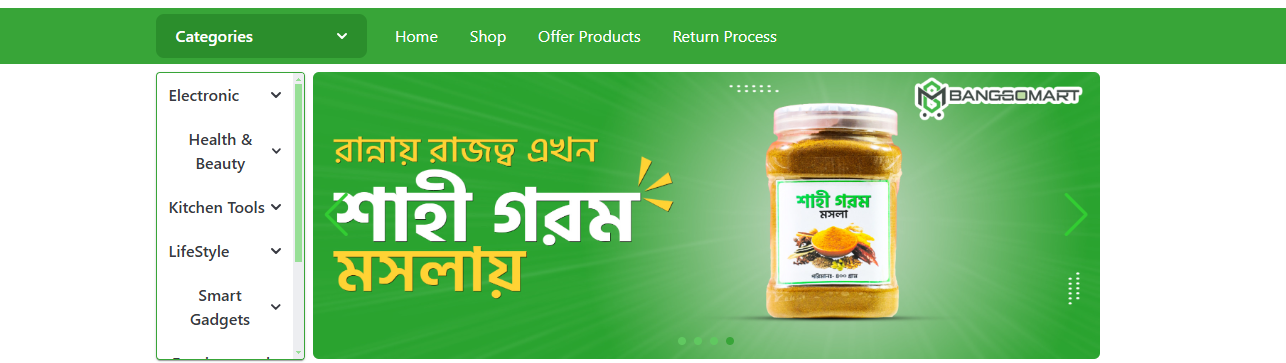 Categories
Home
Shop
Offer Products
Return Process
Electronic
Health &
Beauty
Kitchen Tools
LifeStyle
Smart
Gadgets
BANGSOMART
রান্নায় রাজত্ব এখন
শাহী গরম
মসলায়
শাহী গরম
মসলা
পরিমানঃ- ৪০০ গ্রাম